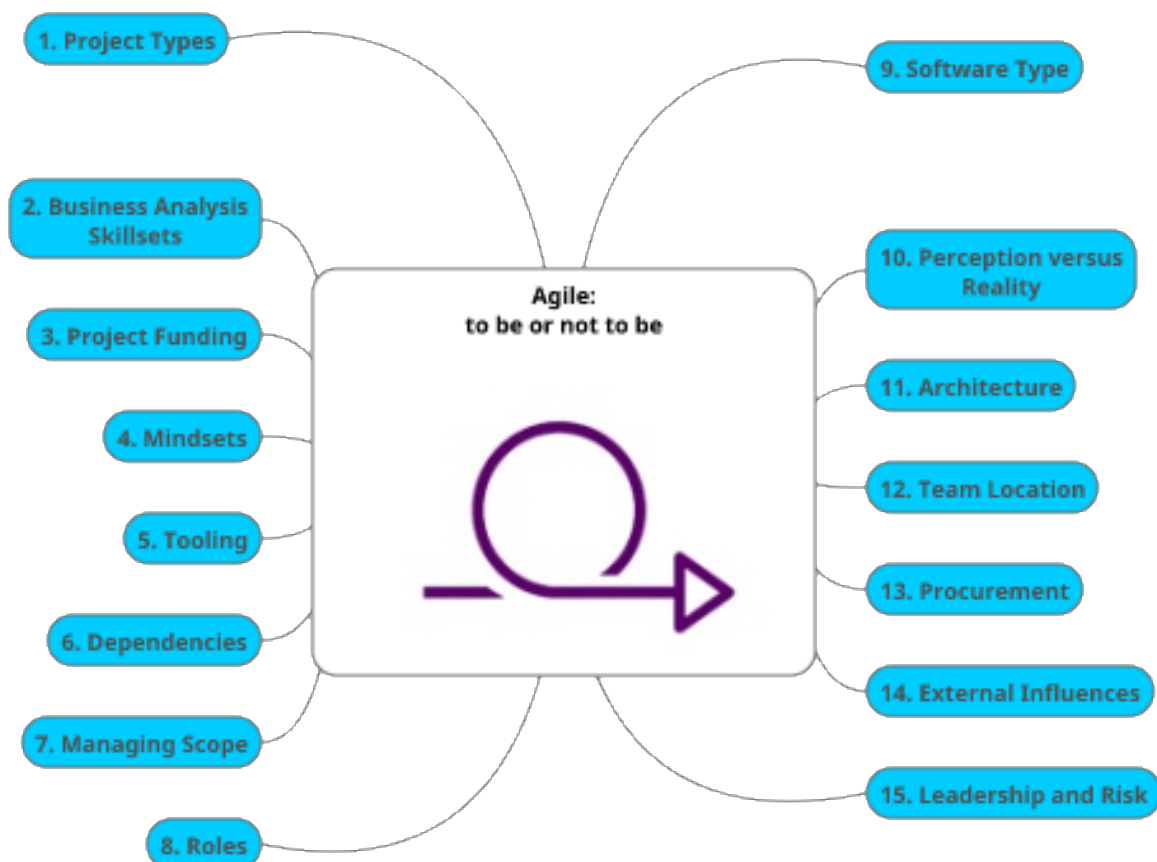 1. Project Types
2. Business Analysis
Skillsets
3. Project Funding
4. Mindsets
5. Tooling
6. Dependencies
7. Managing Scope
8. Roles
Agile:
to be or not to be
9. Software Type
10. Perception versus
Reality
11. Architecture
12. Team Location
13. Procurement
14. External Influences
15. Leadership and Risk